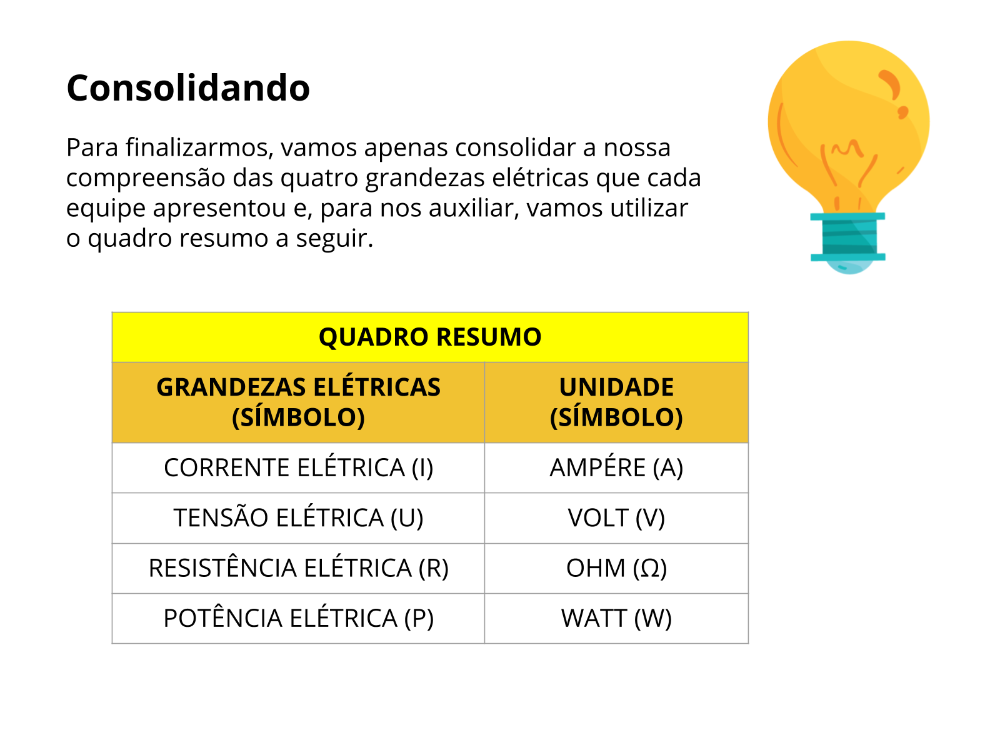 Consolidando
Para finalizarmos, vamos apenas consolidar a nossa
compreensão das quatro grandezas elétricas que cada
equipe apresentou e, para nos auxiliar, vamos utilizar
o quadro resumo a seguir.
QUADRO RESUMO
GRANDEZAS ELÉTRICAS
(SÍMBOLO)
UNIDADE
(SÍMBOLO)
CORRENTE ELÉTRICA (I)
AMPÉRE (A)
TENSÃO ELÉTRICA (U)
VOLT (V)
RESISTÊNCIA ELÉTRICA (R)
OHM (Ω)
POTÊNCIA ELÉTRICA (P)
WATT (W)